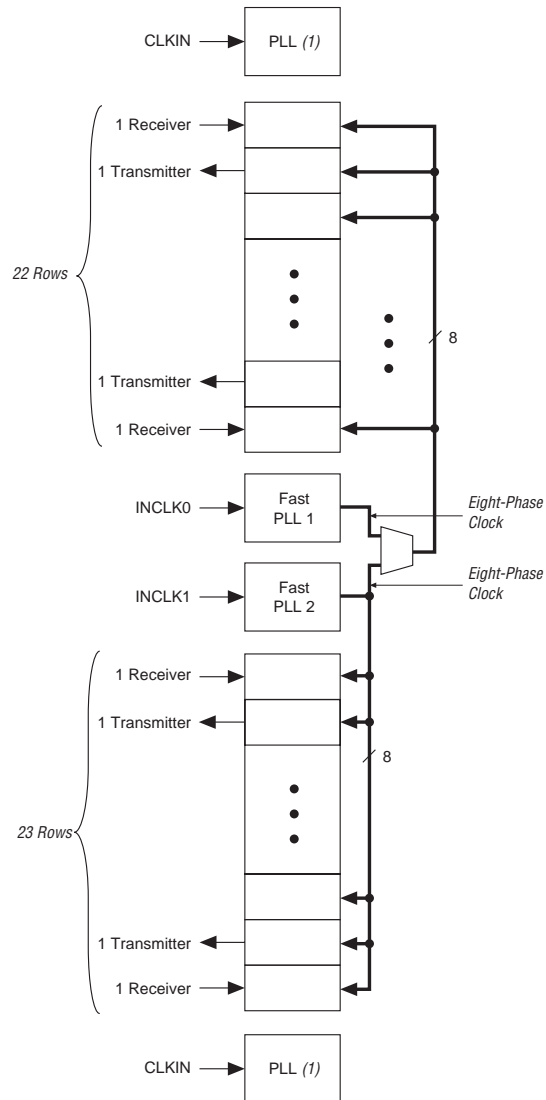 CLKIN
PLL (1)
1 Receiver
1 Transmitter
22 Rows
8
1 Transmitter
1 Receiver
INCLK0
Fast
PLL 1
Eight-Phase
Clock
INCLK1
Fast
PLL 2
Eight-Phase
Clock
1 Receiver
1 Transmitter
8
23 Rows
1 Transmitter
1 Receiver
CLKIN
PLL (1)